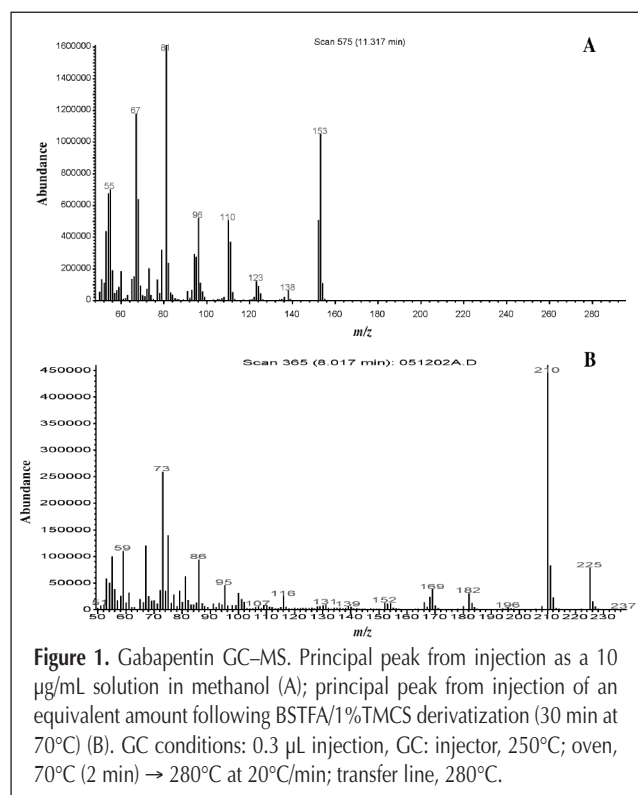 Scan 575 (11.317 min)
A
Abundance
1600000
1400000
1200000
1000000
800000
600000
400000
200000
0
55
67
81
96
110
123
138
153
60 80 100 120 140 160 180 200 220 240 260 280
m/z
Scan 365 (8.017 min): 051202A.D
B
Abundance
450000
400000
350000
300000
250000
200000
150000
100000
50000
0
51
59
73
86
95
107
116
131
139
152
169
182
196
210
225
237
50 60 70 80 90 100 110 120 130 140 150 160 170 180 190 200 210 220 230
m/z
Figure 1. Gabapentin GC–MS. Principal peak from injection as a 10
µg/mL solution in methanol (A); principal peak from injection of an
equivalent amount following BSTFA/1%TMCS derivatization (30 min at
70°C) (B). GC conditions: 0.3 µL injection, GC: injector, 250°C; oven,
70°C (2 min) → 280°C at 20°C/min; transfer line, 280°C.